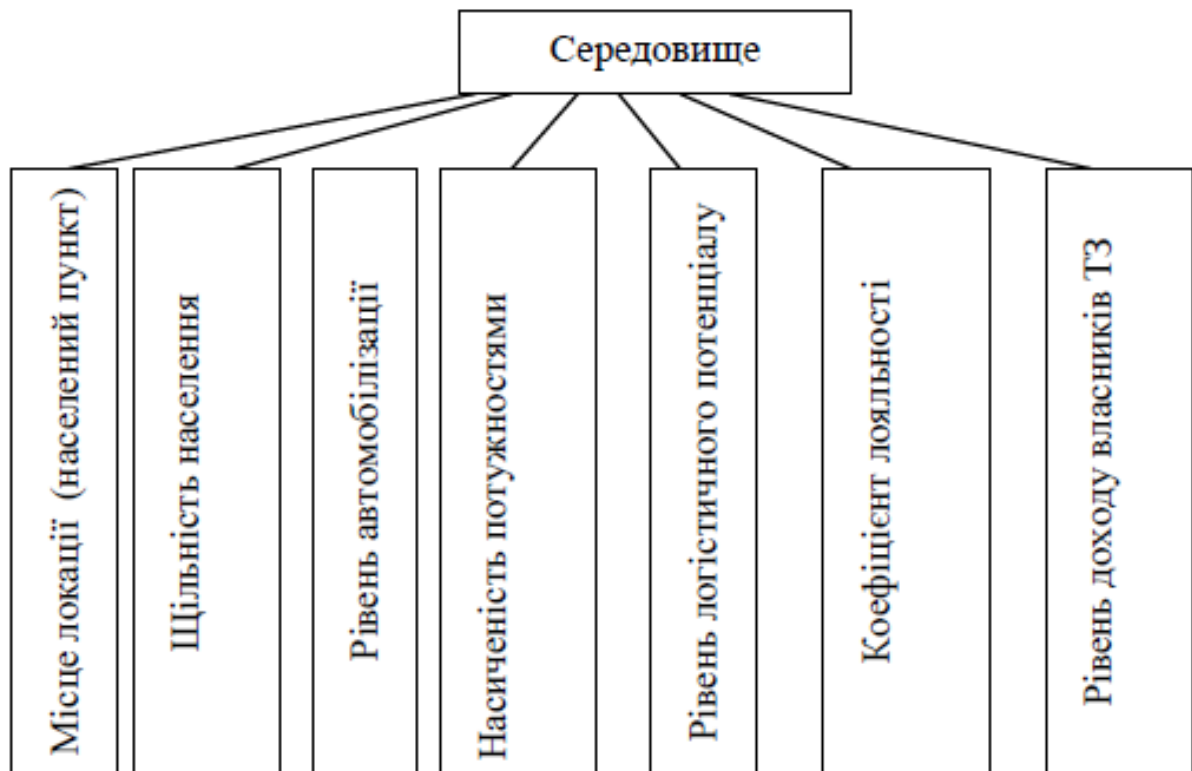 Середовище
Місце локації (населений пункт)
Щільність населення
Рівень автомобілізації
Насиченість потужностями
Рівень логістичного потенціалу
Коефіцієнт лояльності
Рівень доходу власників ТЗ